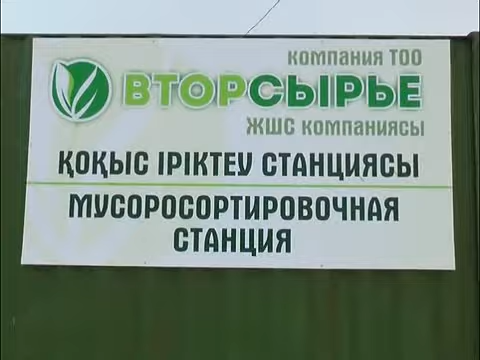 компания ТОО
ВТОРСЫРЬЕ
ЖШС компаниясы
ҚОҚЫС ІРІКТЕУ СТАНЦИЯСЫ
МУСОРОСОРТИРОВОЧНАЯ
СТАНЦИЯ